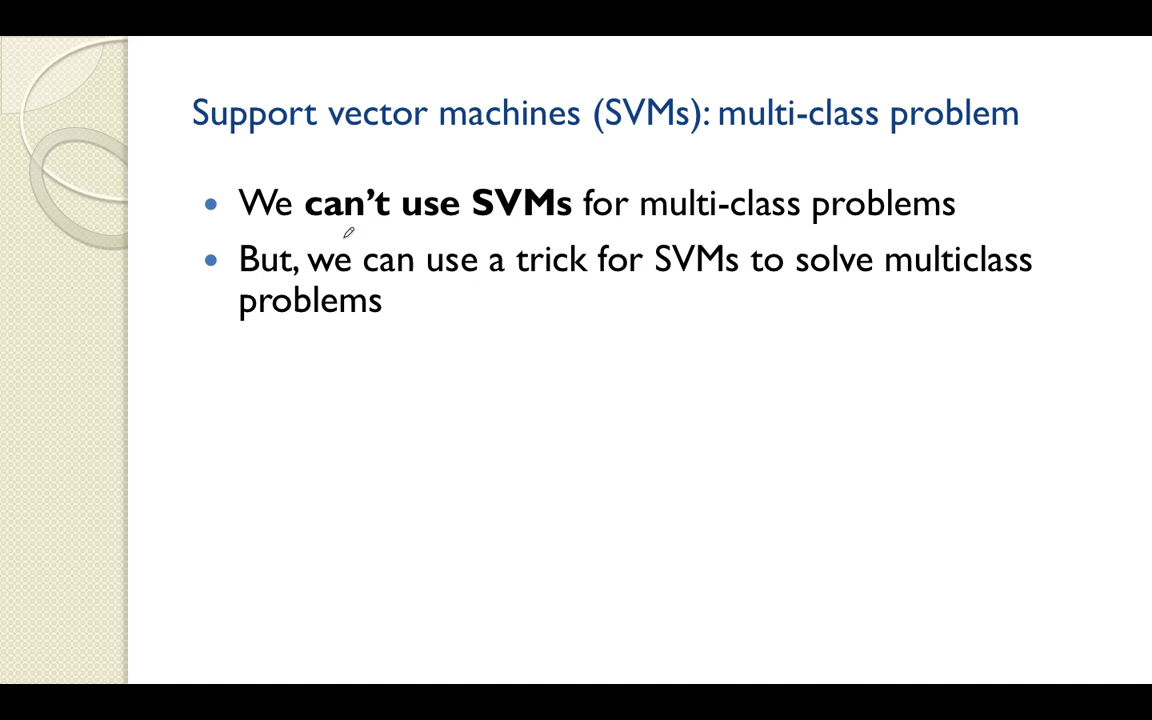 Support vector machines (SVMs): multi-class problem
• We can’t use SVMs for multi-class problems
• But, we can use a trick for SVMs to solve multiclass
problems